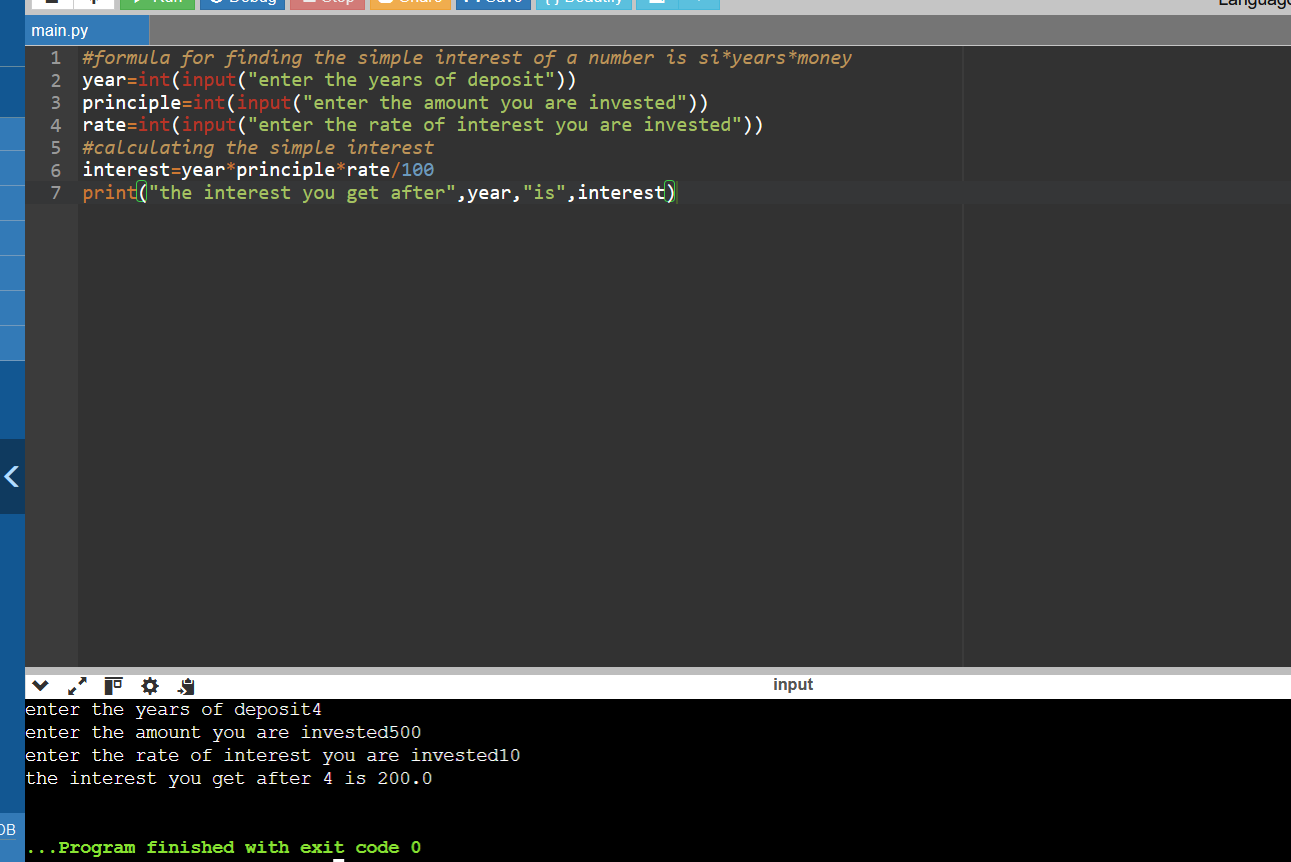 Run Debug Stop Share Save { } Beautify
Language
main.py
1 #formula for finding the simple interest of a number is si*years*money
2 year=int(input("enter the years of deposit"))
3 principle=int(input("enter the amount you are invested"))
4 rate=int(input("enter the rate of interest you are invested"))
5 #calculating the simple interest
6 interest=year*principle*rate/100
7 print("the interest you get after",year,"is",interest)
input
enter the years of deposit4
enter the amount you are invested500
enter the rate of interest you are invested10
the interest you get after 4 is 200.0
DB
...Program finished with exit code 0